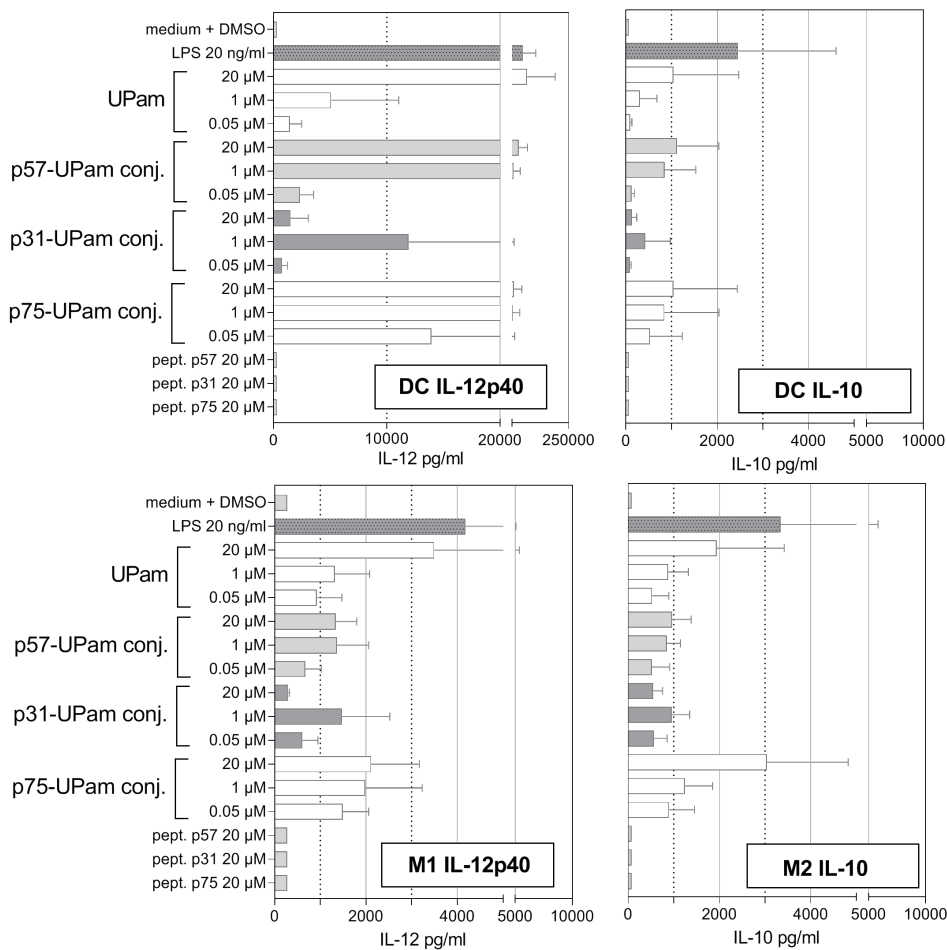 medium + DMSO
LPS 20 ng/ml
UPam
20 µM
1 µM
0.05 µM
p57-UPam conj.
20 µM
1 µM
0.05 µM
p31-UPam conj.
20 µM
1 µM
0.05 µM
p75-UPam conj.
20 µM
1 µM
0.05 µM
pept. p57 20 µM
pept. p31 20 µM
pept. p75 20 µM
DC IL-12p40
0 10000 20000 250000
IL-12 pg/ml
DC IL-10
0 2000 4000 5000 10000
IL-10 pg/ml
medium + DMSO
LPS 20 ng/ml
UPam
20 µM
1 µM
0.05 µM
p57-UPam conj.
20 µM
1 µM
0.05 µM
p31-UPam conj.
20 µM
1 µM
0.05 µM
p75-UPam conj.
20 µM
1 µM
0.05 µM
pept. p57 20 µM
pept. p31 20 µM
pept. p75 20 µM
M1 IL-12p40
0 2000 4000 5000 10000
IL-12 pg/ml
M2 IL-10
0 2000 4000 5000 10000
IL-10 pg/ml